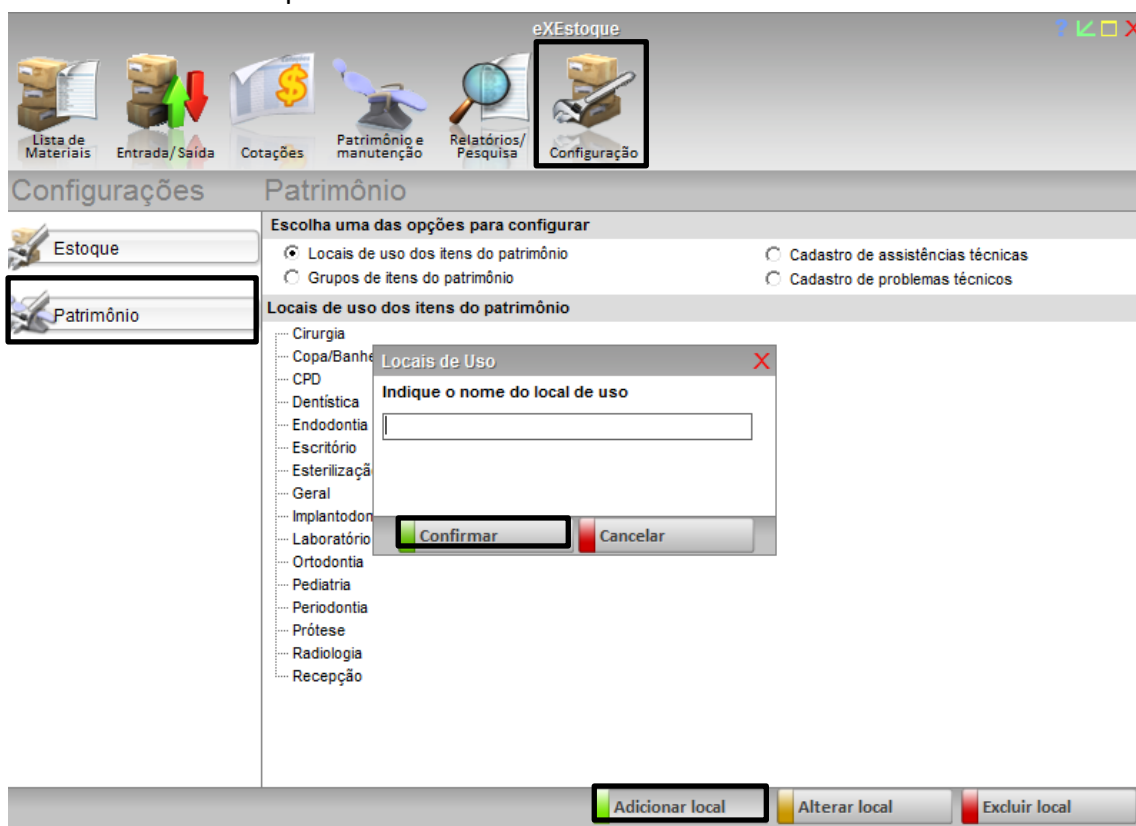 eXEstoque
Lista de
Materiais
Entrada/Saída
Cotações
Patrimônio e
manutenção
Relatórios/
Pesquisa
Configuração
Configurações
Patrimônio
Estoque
Patrimônio
Escolha uma das opções para configurar
Locais de uso dos itens do patrimônio
Cadastro de assistências técnicas
Grupos de itens do patrimônio
Cadastro de problemas técnicos
Locais de uso dos itens do patrimônio
Cirurgia
Copa/Banhe
CPD
Dentística
Endodontia
Escritório
Esterilizaçã
Geral
Implantodon
Laboratório
Ortodontia
Pediatria
Periodontia
Prótese
Radiologia
Recepção
Locais de Uso
Indique o nome do local de uso
Confirmar
Cancelar
Adicionar local
Alterar local
Excluir local